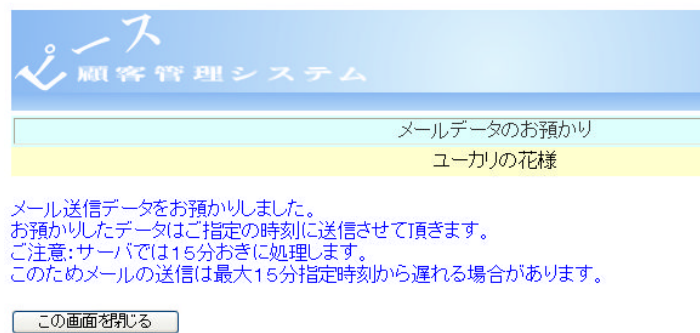 ぴース
顧客管理システム
メールデータのお預かり
ユーカリの花様
メール送信データをお預かりしました。
お預かりしたデータはご指定の時刻に送信させて頂きます。
ご注意:サーバでは15分おきに処理します。
このためメールの送信は最大15分指定時刻から遅れる場合があります。
この画面を閉じる